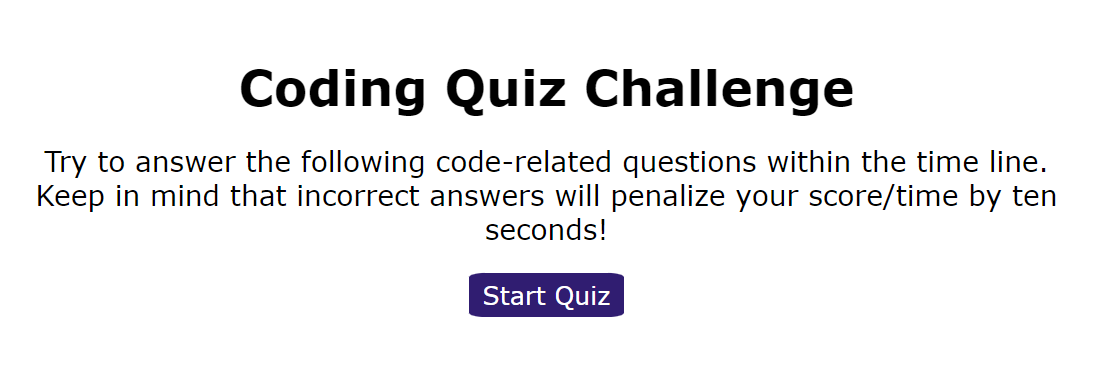 Coding Quiz Challenge
Try to answer the following code-related questions within the time line.
Keep in mind that incorrect answers will penalize your score/time by ten
seconds!
Start Quiz